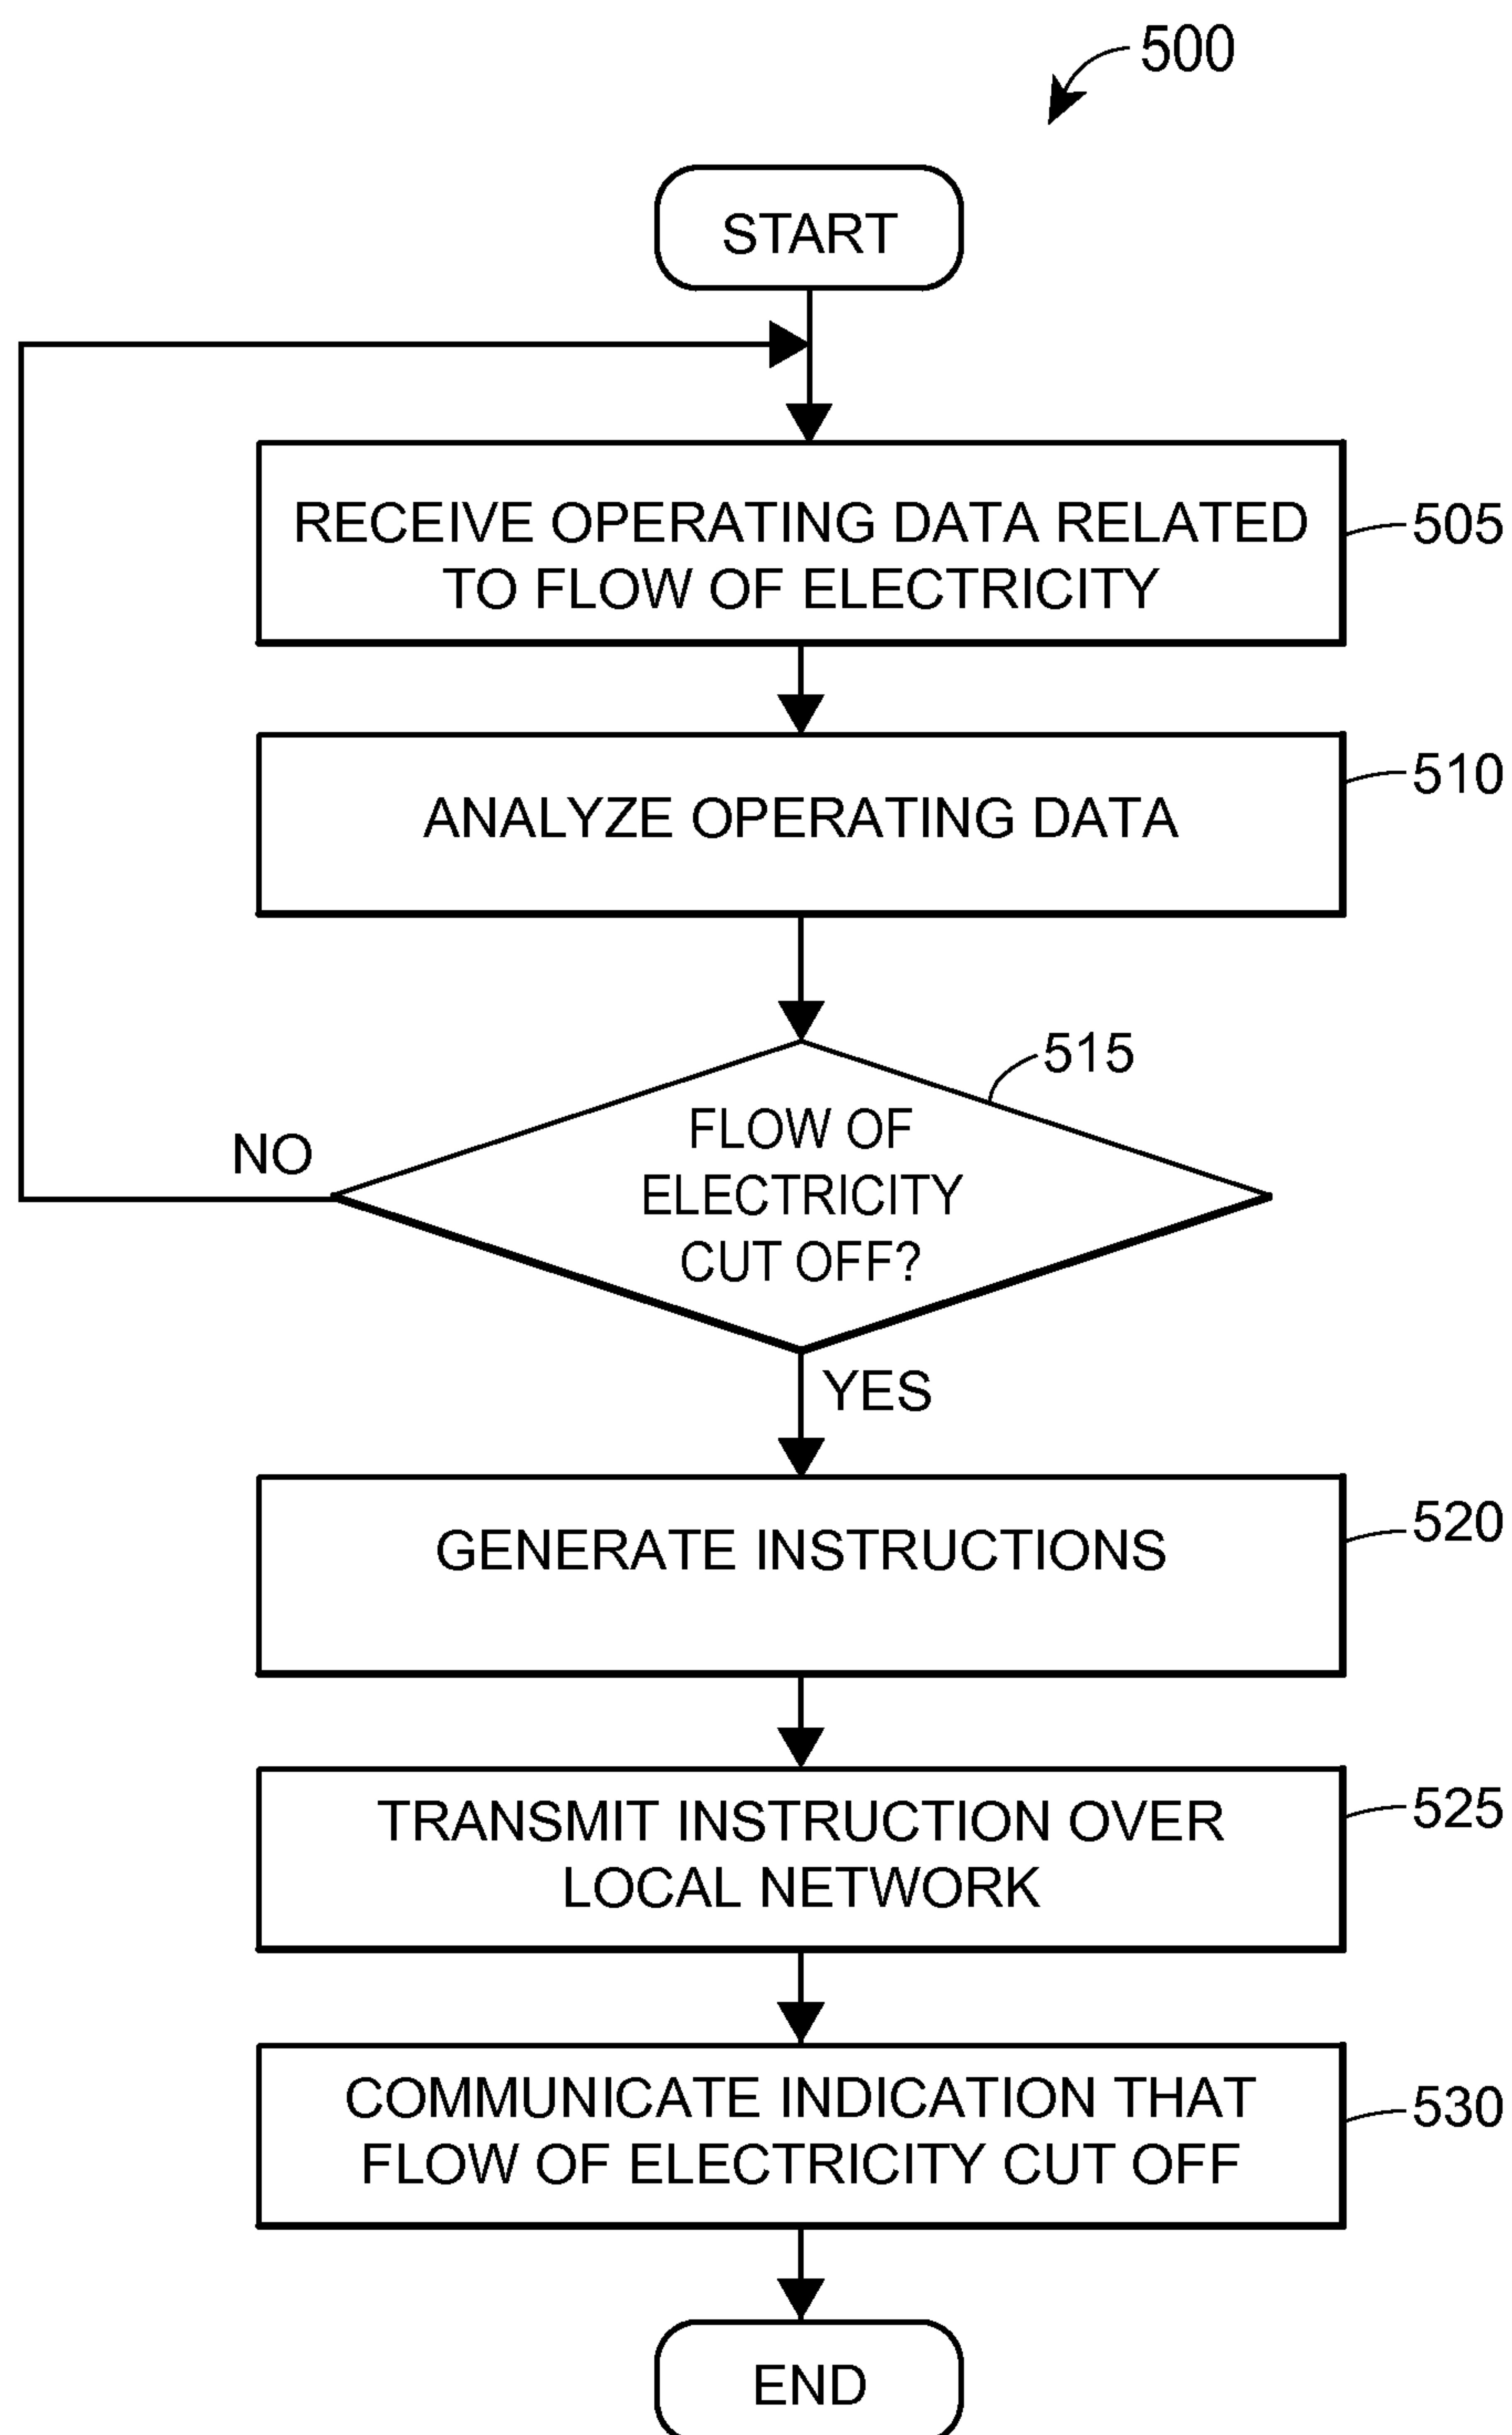 500
START
RECEIVE OPERATING DATA RELATED
TO FLOW OF ELECTRICITY
505
ANALYZE OPERATING DATA
510
515
FLOW OF
ELECTRICITY
CUT OFF?
NO
YES
GENERATE INSTRUCTIONS
520
TRANSMIT INSTRUCTION OVER
LOCAL NETWORK
525
COMMUNICATE INDICATION THAT
FLOW OF ELECTRICITY CUT OFF
530
END